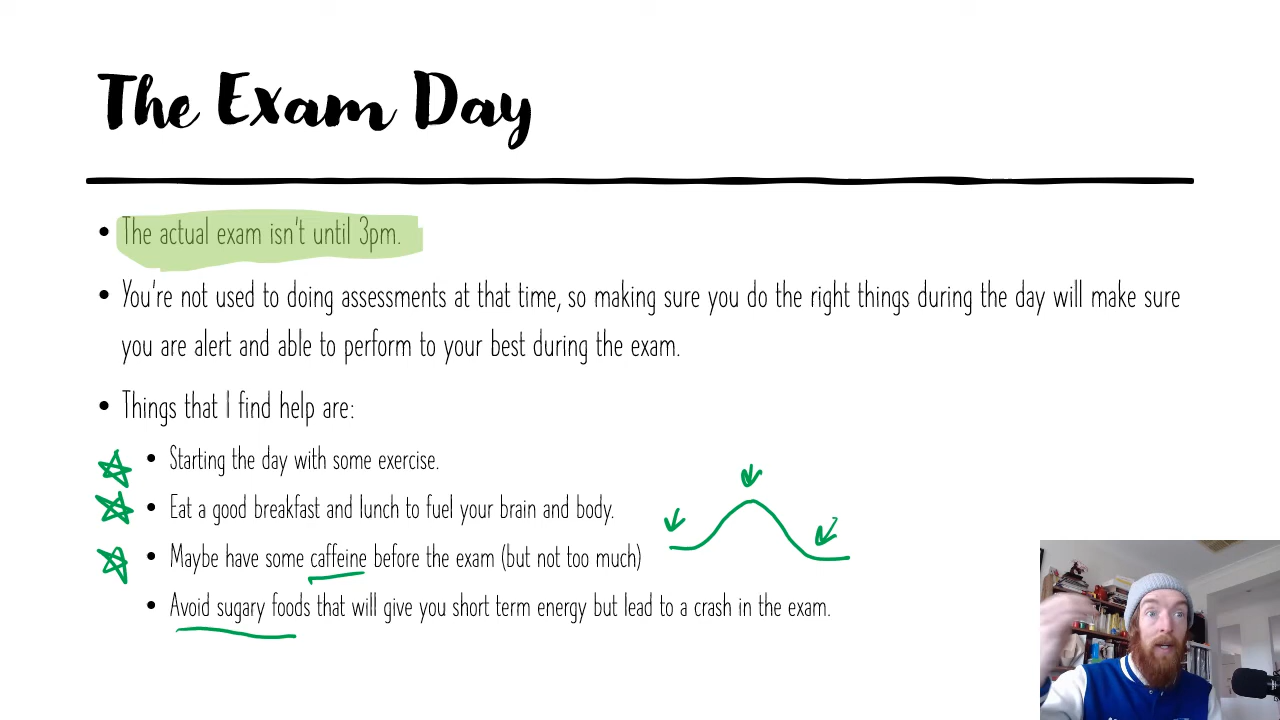 The Exam Day
• The actual exam isn't until 3pm.
• You're not used to doing assessments at that time, so making sure you do the right things during the day will make sure
you are alert and able to perform to your best during the exam.
• Things that I find help are:
• Starting the day with some exercise.
• Eat a good breakfast and lunch to fuel your brain and body.
• Maybe have some caffeine before the exam (but not too much)
• Avoid sugary foods that will give you short term energy but lead to a crash in the exam.